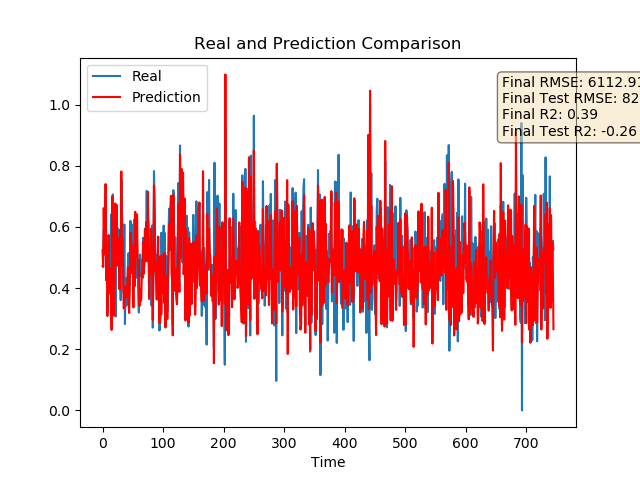 Real and Prediction Comparison
Real
Prediction
Final RMSE: 6112.91
Final Test RMSE: 82
Final R2: 0.39
Final Test R2: -0.26
1.0
0.8
0.6
0.4
0.2
0.0
0 100 200 300 400 500 600 700
Time